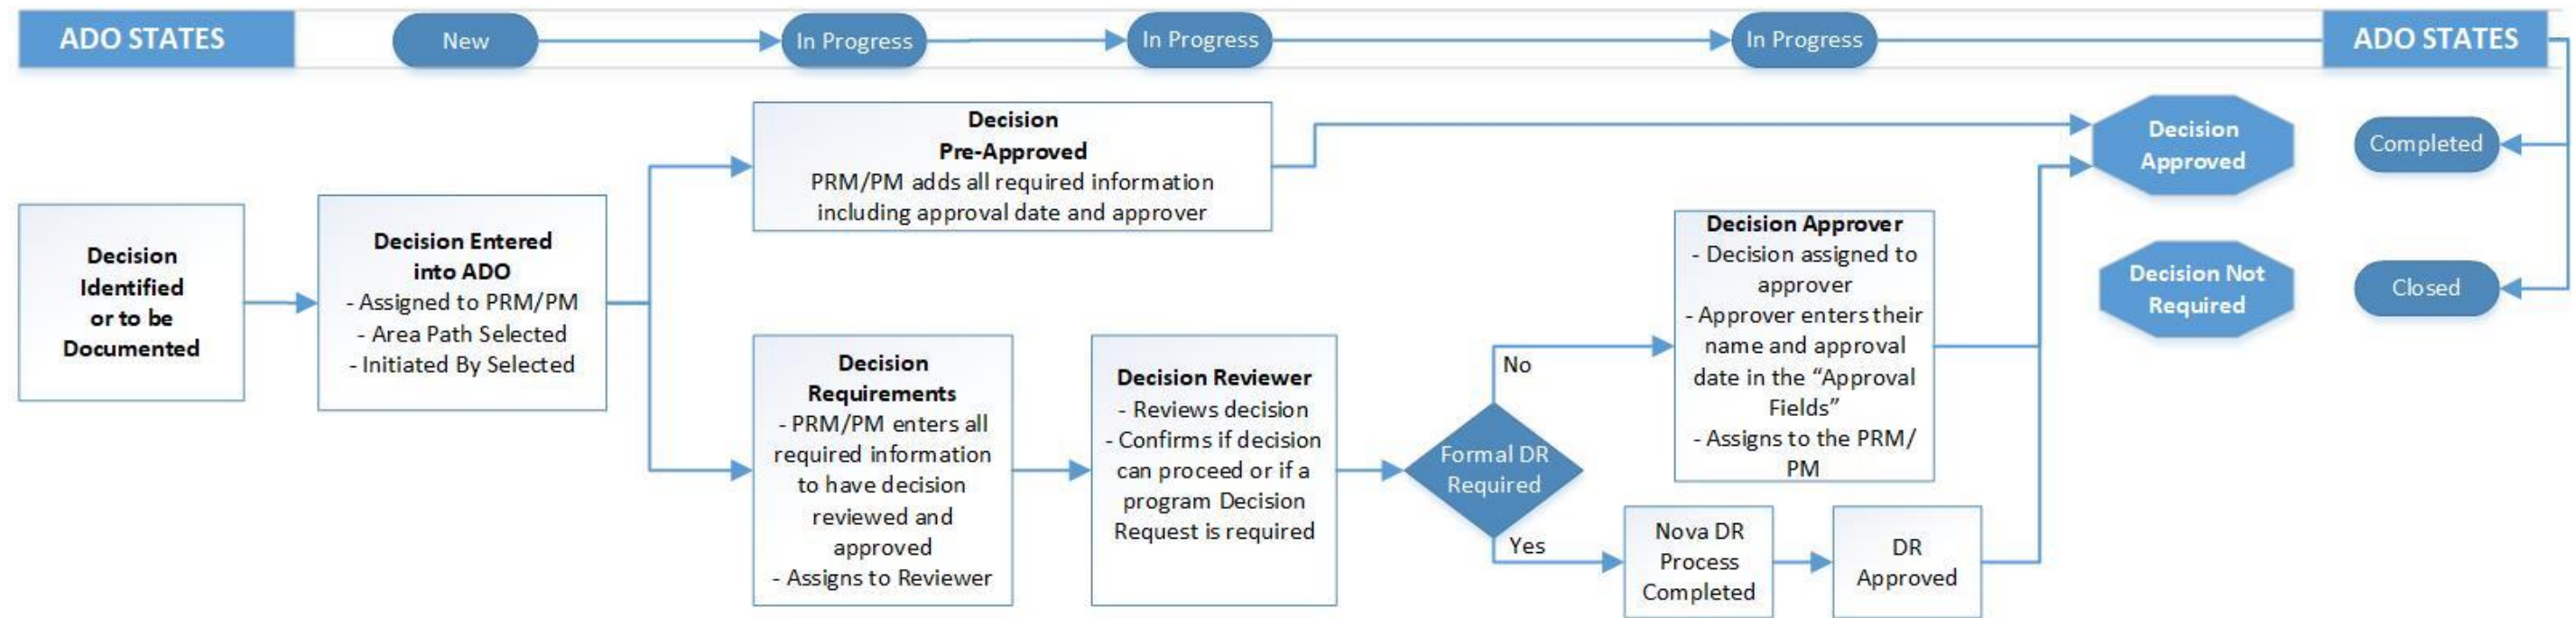 ADO STATES
New
In Progress
In Progress
In Progress
ADO STATES
Decision
Identified
or to be
Documented
Decision Entered
into ADO
- Assigned to PRM/PM
- Area Path Selected
- Initiated By Selected
Decision
Pre-Approved
PRM/PM adds all required information
including approval date and approver
Decision
Requirements
- PRM/PM enters all
required information
to have decision
reviewed and
approved
- Assigns to Reviewer
Decision Reviewer
- Reviews decision
- Confirms if decision
can proceed or if a
program Decision
Request is required
Formal DR
Required
No
Yes
Decision Approver
- Decision assigned to
approver
- Approver enters their
name and approval
date in the “Approval
Fields”
- Assigns to the PRM/
PM
Nova DR
Process
Completed
DR
Approved
Decision
Approved
Completed
Decision Not
Required
Closed